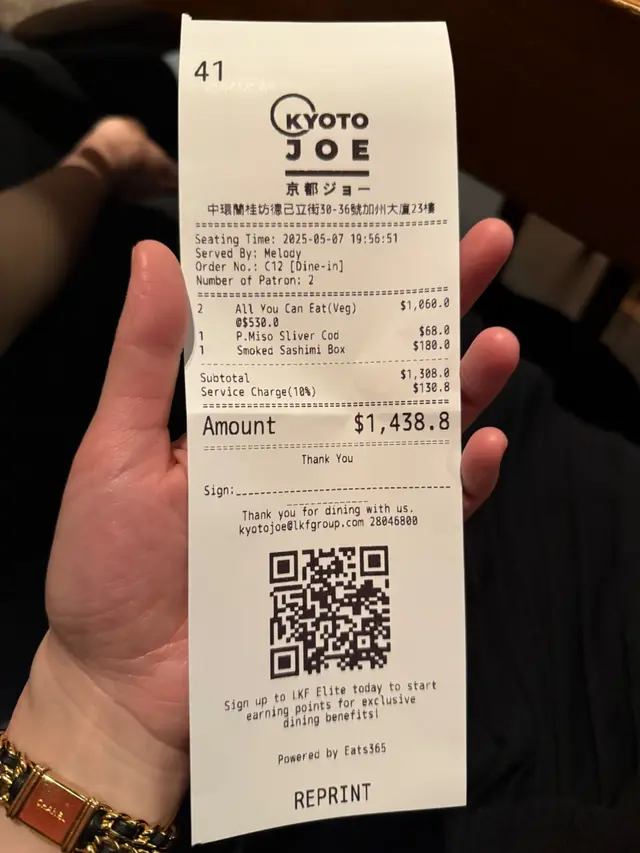 41
KYOTO
JOE
京都ジョー
中環蘭桂坊德己立街30-36號加州大廈23樓
Seating Time: 2025-05-07 19:56:51
Served By: Melody
Order No.: C12 [Dine-in]
Number of Patron: 2
2 All You Can Eat(Veg) $1,060.0
@$530.0
1 P.Miso Sliver Cod $68.0
1 Smoked Sashimi Box $180.0
Subtotal $1,308.0
Service Charge(10%) $130.8
Amount $1,438.8
Thank You
Sign:
Thank you for dining with us.
kyotojoe@lkfgroup.com 28046800
Sign up to LKF Elite today to start
earning points for exclusive
dining benefits!
Powered by Eats365
REPRINT
CHANEL